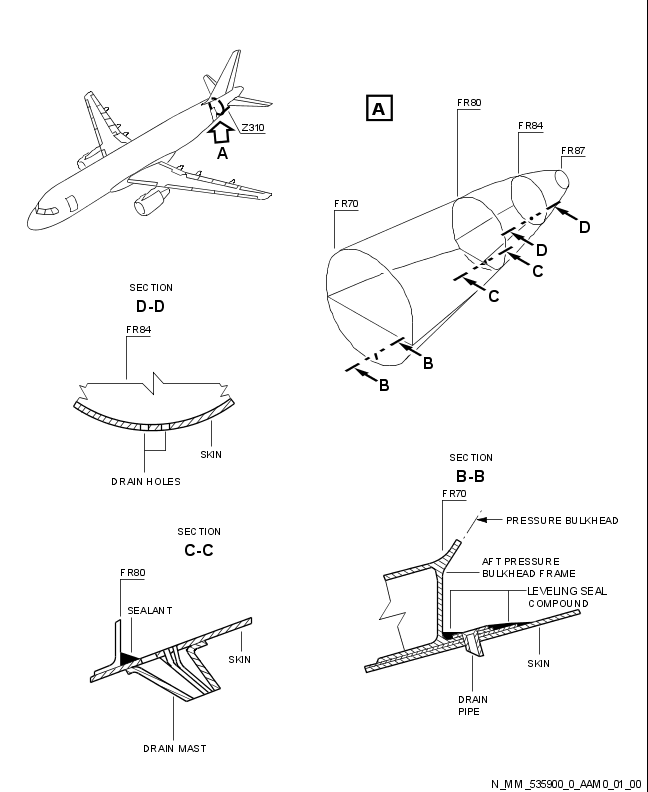 A
FR80
FR84
FR87
Z310
A
FR70
D
D
C
C
B
B
SECTION
D-D
FR84
SKIN
DRAIN HOLES
SECTION
B-B
FR70
PRESSURE BULKHEAD
AFT PRESSURE
BULKHEAD FRAME
LEVELING SEAL
COMPOUND
SKIN
DRAIN
PIPE
SECTION
C-C
FR80
SEALANT
SKIN
DRAIN MAST
N_MM_535900_0_AAM0_01_00